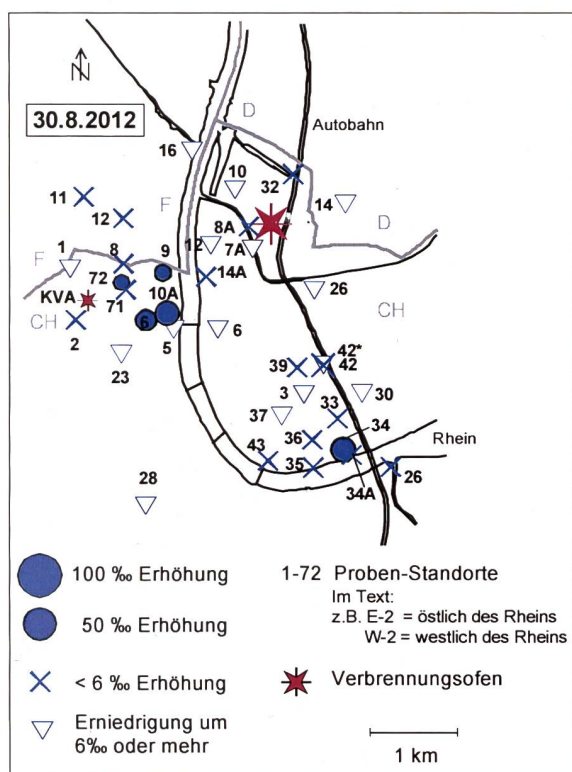 N
30.8.2012
D
Autobahn
16
10
32
14
D
11
F
12
8A
12
7A
1
8
9
F
14A
72
26
KVA
71
10A
CH
CH
2
6
5
6
23
42*
39
42
3
30
33
37
34
36
Rhein
43
35
26
34A
28
100 ‰ Erhöhung
50 ‰ Erhöhung
< 6 ‰ Erhöhung
Erniedrigung um
6‰ oder mehr
1-72 Proben-Standorte
Im Text:
z.B. E-2 = östlich des Rheins
W-2 = westlich des Rheins
Verbrennungsofen
1 km